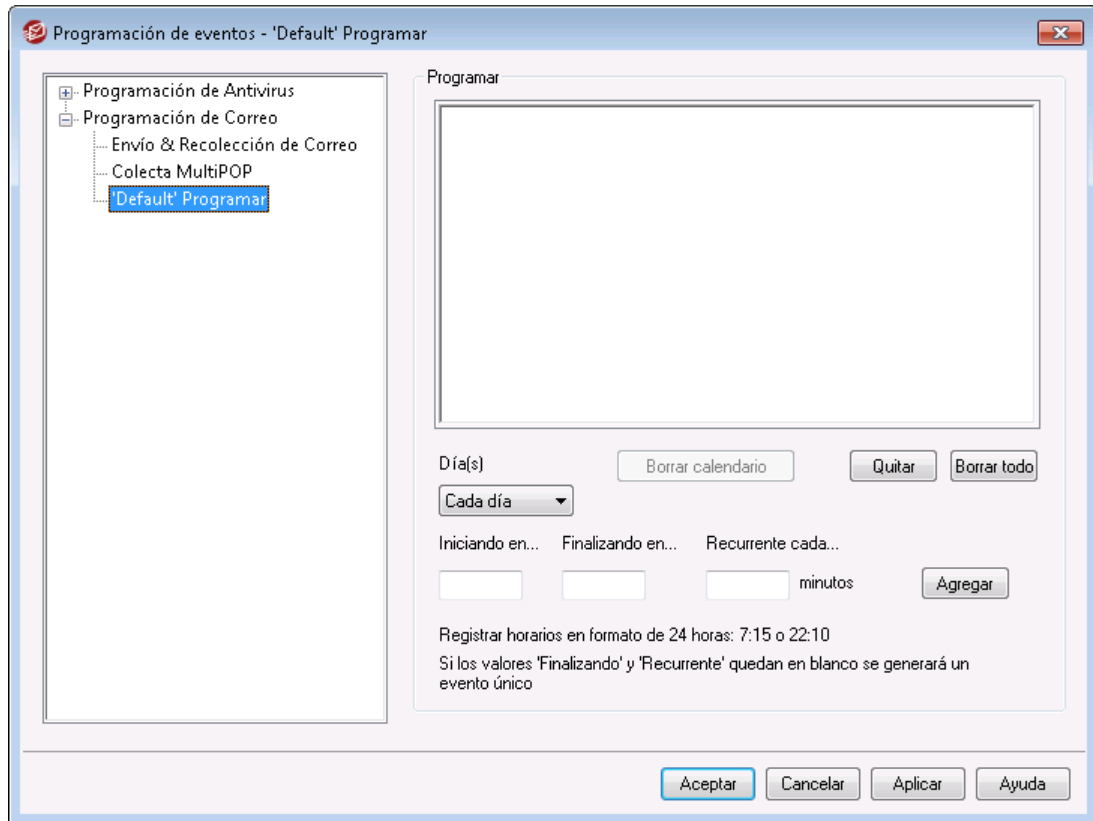 Programación de eventos - 'Default' Programar
Programación de Antivirus
Programación de Correo
Envío & Recolección de Correo
Colecta MultiPOP
'Default' Programar
Programar
Día(s)
Borrar calendario
Quitar
Borrar todo
Cada día
Iniciando en... Finalizando en... Recurrente cada...
minutos
Agregar
Registrar horarios en formato de 24 horas: 7:15 o 22:10
Si los valores 'Finalizando' y 'Recurrente' quedan en blanco se generará un
evento único
Aceptar
Cancelar
Aplicar
Ayuda